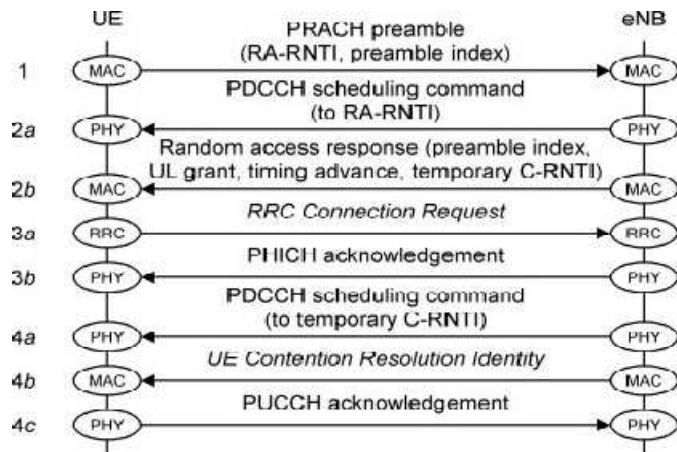 UE eNB
PRACH preamble
(RA-RNTI, preamble index)
1 MAC MAC
PDCCH scheduling command
(to RA-RNTI)
2a PHY PHY
Random access response (preamble index,
UL grant, timing advance, temporary C-RNTI)
2b MAC MAC
RRC Connection Request
3a RRC RRC
PHICH acknowledgement
3b PHY PHY
PDCCH scheduling command
(to temporary C-RNTI)
4a PHY PHY
UE Contention Resolution Identity
4b MAC MAC
PUCCH acknowledgement
4c PHY PHY